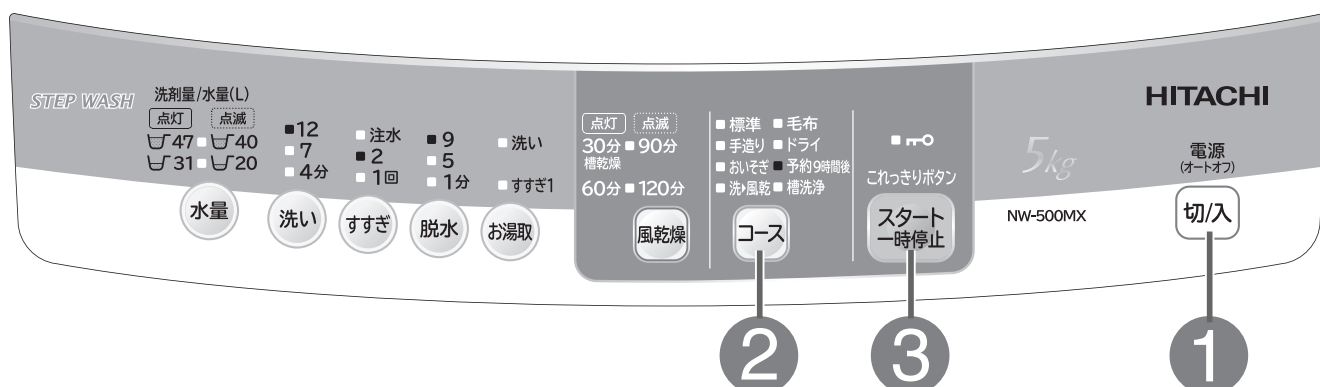 STEP WASH
洗剤量/水量(L)
点灯 点滅
47 40
31 20
水量
12
7
4分
洗い
注水
2
1回
すすぎ
9
5
1分
脱水
洗い
すすぎ1
お湯取
点灯 点滅
30分 90分
槽乾燥
60分 120分
風乾燥
標準 毛布
手造り ドライ
おいそぎ 予約9時間後
洗▶風乾 槽洗浄
コース
これっきりボタン
スタート
一時停止
5kg
NW-500MX
HITACHI
電源
(オートオフ)
切/入
2
3
1